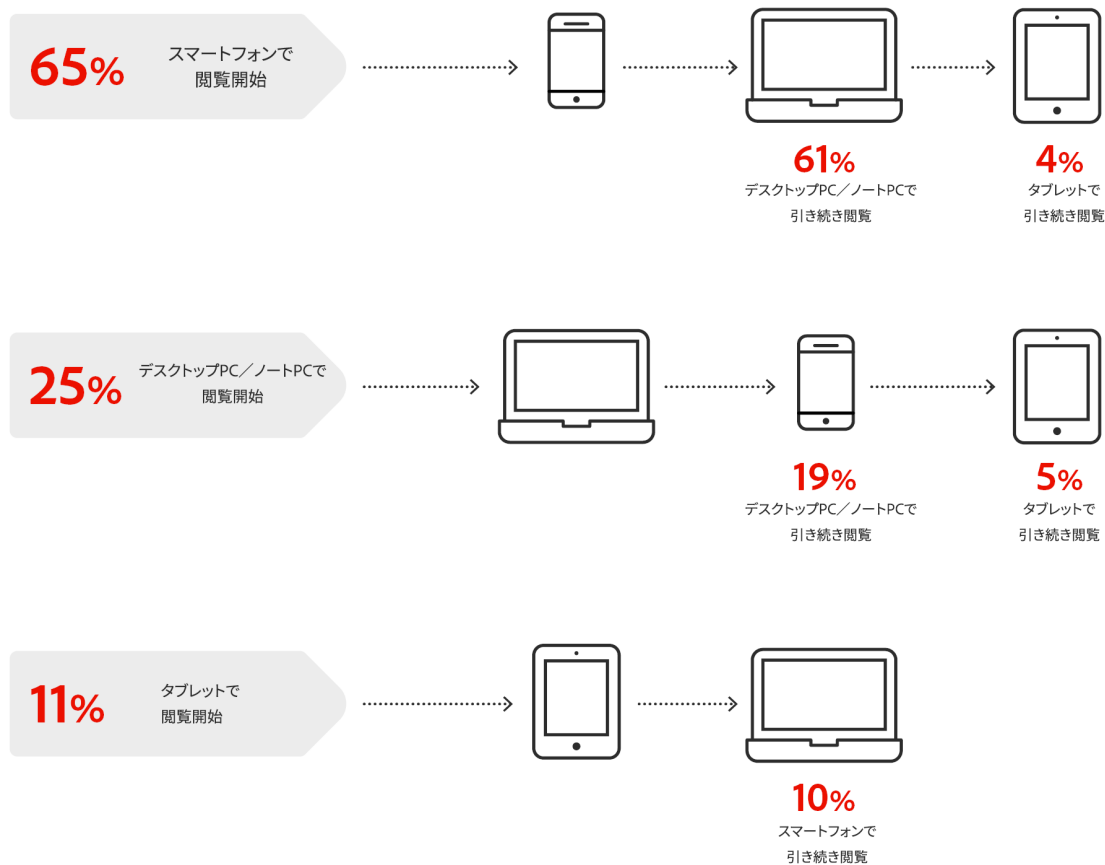 65%
スマートフォンで
閲覧開始
61%
デスクトップPC／ノートPCで
引き続き閲覧
4%
タブレットで
引き続き閲覧
25%
デスクトップPC／ノートPCで
閲覧開始
19%
デスクトップPC／ノートPCで
引き続き閲覧
5%
タブレットで
引き続き閲覧
11%
タブレットで
閲覧開始
10%
スマートフォンで
引き続き閲覧